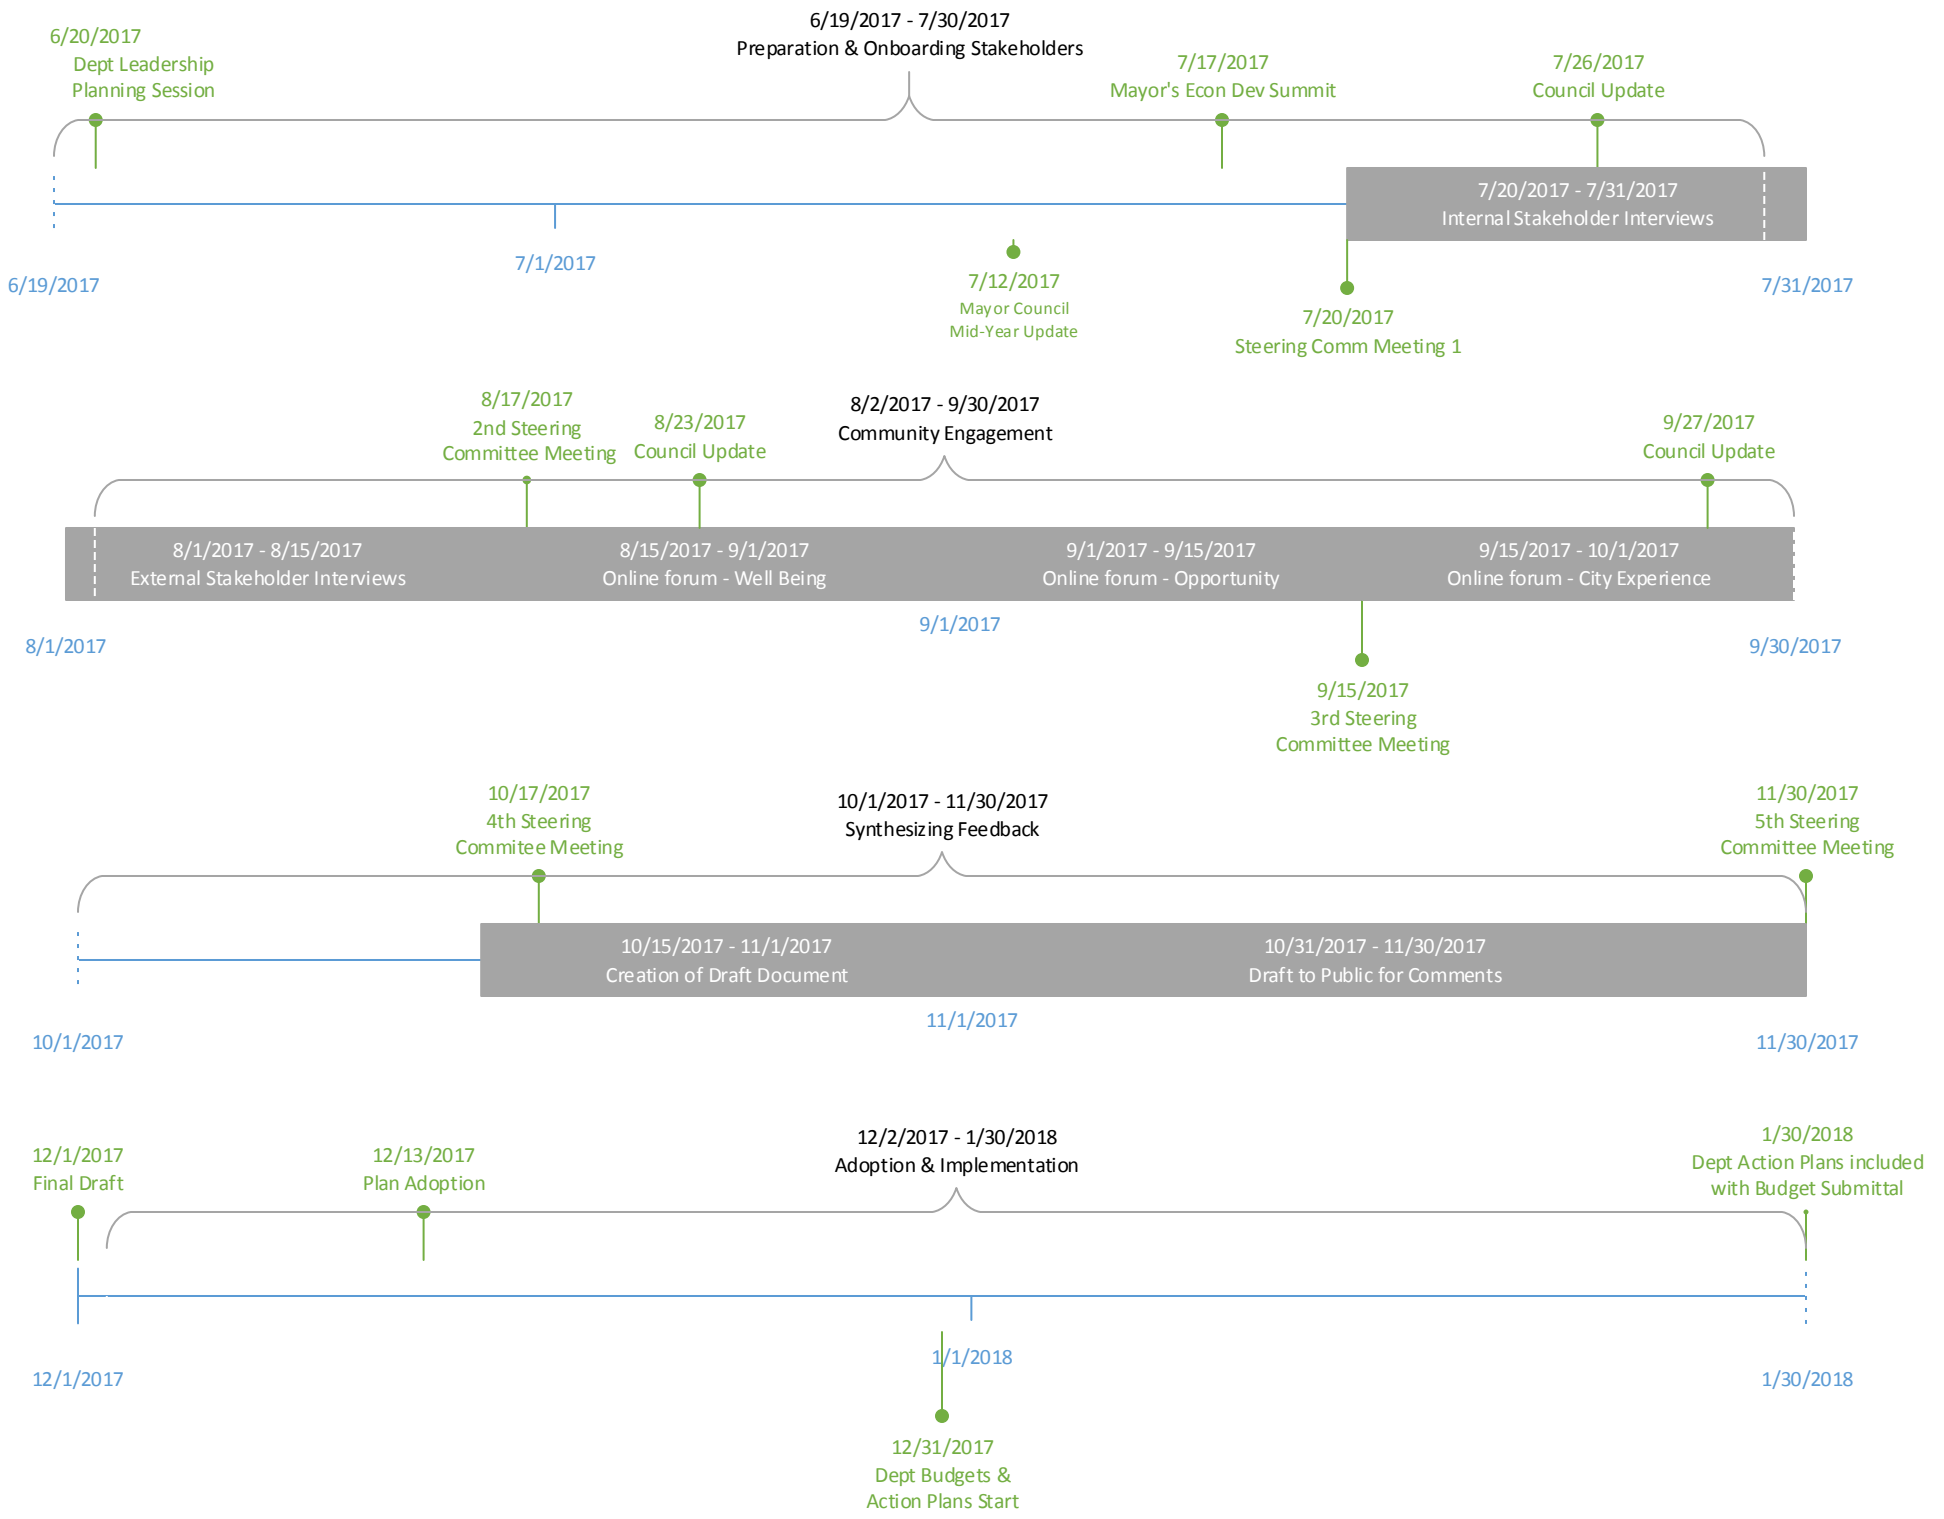 6/19/2017 - 7/30/2017
Preparation & Onboarding Stakeholders
6/20/2017
Dept Leadership
Planning Session
7/17/2017
Mayor's Econ Dev Summit
7/26/2017
Council Update
7/20/2017 - 7/31/2017
Internal Stakeholder Interviews
7/1/2017
6/19/2017
7/12/2017
Mayor Council
Mid-Year Update
7/20/2017
Steering Comm Meeting 1
7/31/2017
8/17/2017
2nd Steering
Committee Meeting
8/23/2017
Council Update
8/2/2017 - 9/30/2017
Community Engagement
9/27/2017
Council Update
8/1/2017 - 8/15/2017
External Stakeholder Interviews
8/15/2017 - 9/1/2017
Online forum - Well Being
9/1/2017 - 9/15/2017
Online forum - Opportunity
9/15/2017 - 10/1/2017
Online forum - City Experience
8/1/2017
9/1/2017
9/30/2017
9/15/2017
3rd Steering
Committee Meeting
10/17/2017
4th Steering
Commitee Meeting
10/1/2017 - 11/30/2017
Synthesizing Feedback
11/30/2017
5th Steering
Committee Meeting
10/15/2017 - 11/1/2017
Creation of Draft Document
10/31/2017 - 11/30/2017
Draft to Public for Comments
10/1/2017
11/1/2017
11/30/2017
12/1/2017
Final Draft
12/13/2017
Plan Adoption
12/2/2017 - 1/30/2018
Adoption & Implementation
1/30/2018
Dept Action Plans included
with Budget Submittal
12/1/2017
1/1/2018
1/30/2018
12/31/2017
Dept Budgets &
Action Plans Start